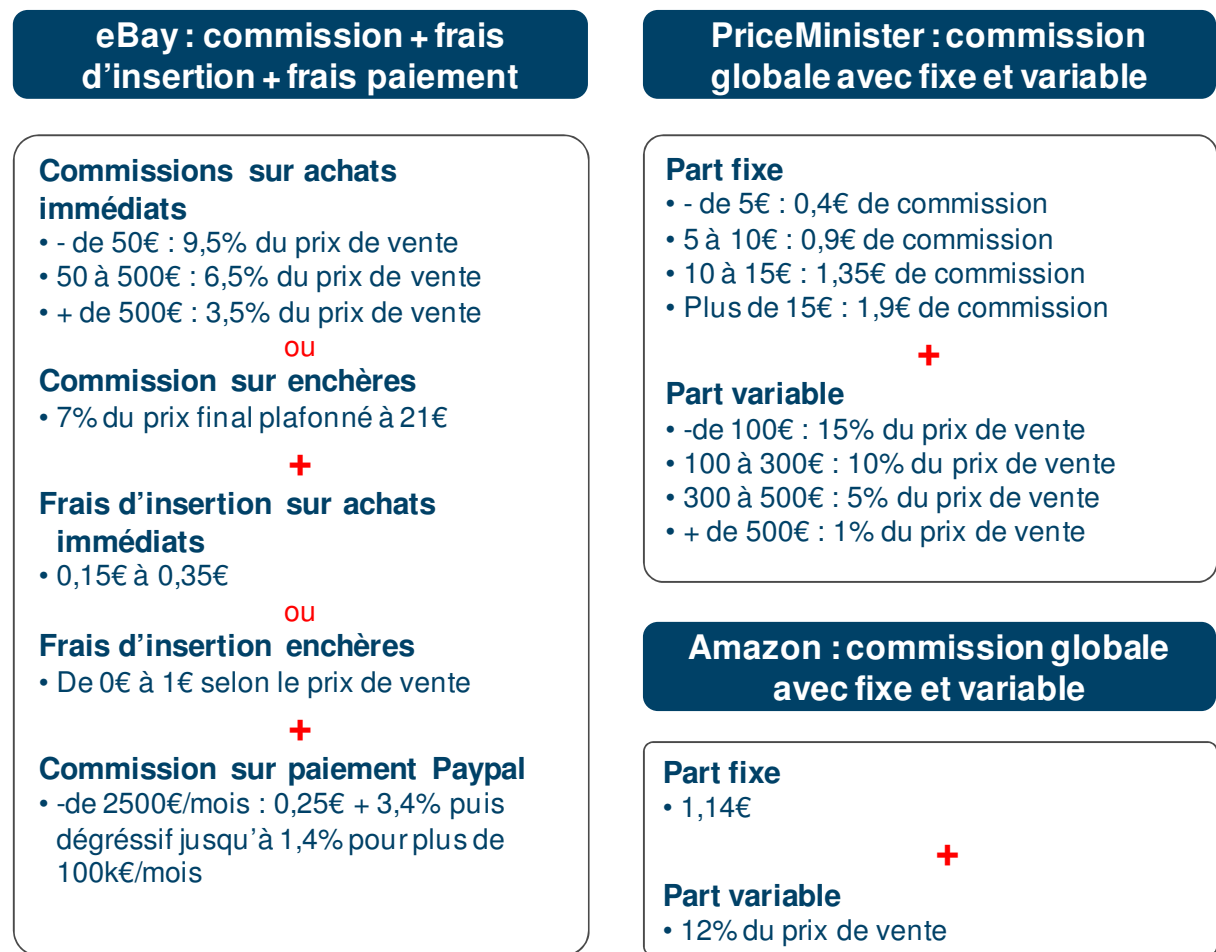 eBay : commission + frais
d'insertion + frais paiement
Commissions sur achats
immédiats
• - de 50€ : 9,5% du prix de vente
• 50 à 500€ : 6,5% du prix de vente
• + de 500€ : 3,5% du prix de vente
ou
Commission sur enchères
• 7% du prix final plafonné à 21€
+
Frais d'insertion sur achats
immédiats
• 0,15€ à 0,35€
ou
Frais d'insertion enchères
• De 0€ à 1€ selon le prix de vente
+
Commission sur paiement Paypal
• -de 2500€/mois : 0,25€ + 3,4% puis
dégréssif jusqu'à 1,4% pour plus de
100k€/mois
PriceMinister : commission
globale avec fixe et variable
Part fixe
• - de 5€ : 0,4€ de commission
• 5 à 10€ : 0,9€ de commission
• 10 à 15€ : 1,35€ de commission
• Plus de 15€ : 1,9€ de commission
+
Part variable
• -de 100€ : 15% du prix de vente
• 100 à 300€ : 10% du prix de vente
• 300 à 500€ : 5% du prix de vente
• + de 500€ : 1% du prix de vente
Amazon : commission globale
avec fixe et variable
Part fixe
• 1,14€
+
Part variable
• 12% du prix de vente